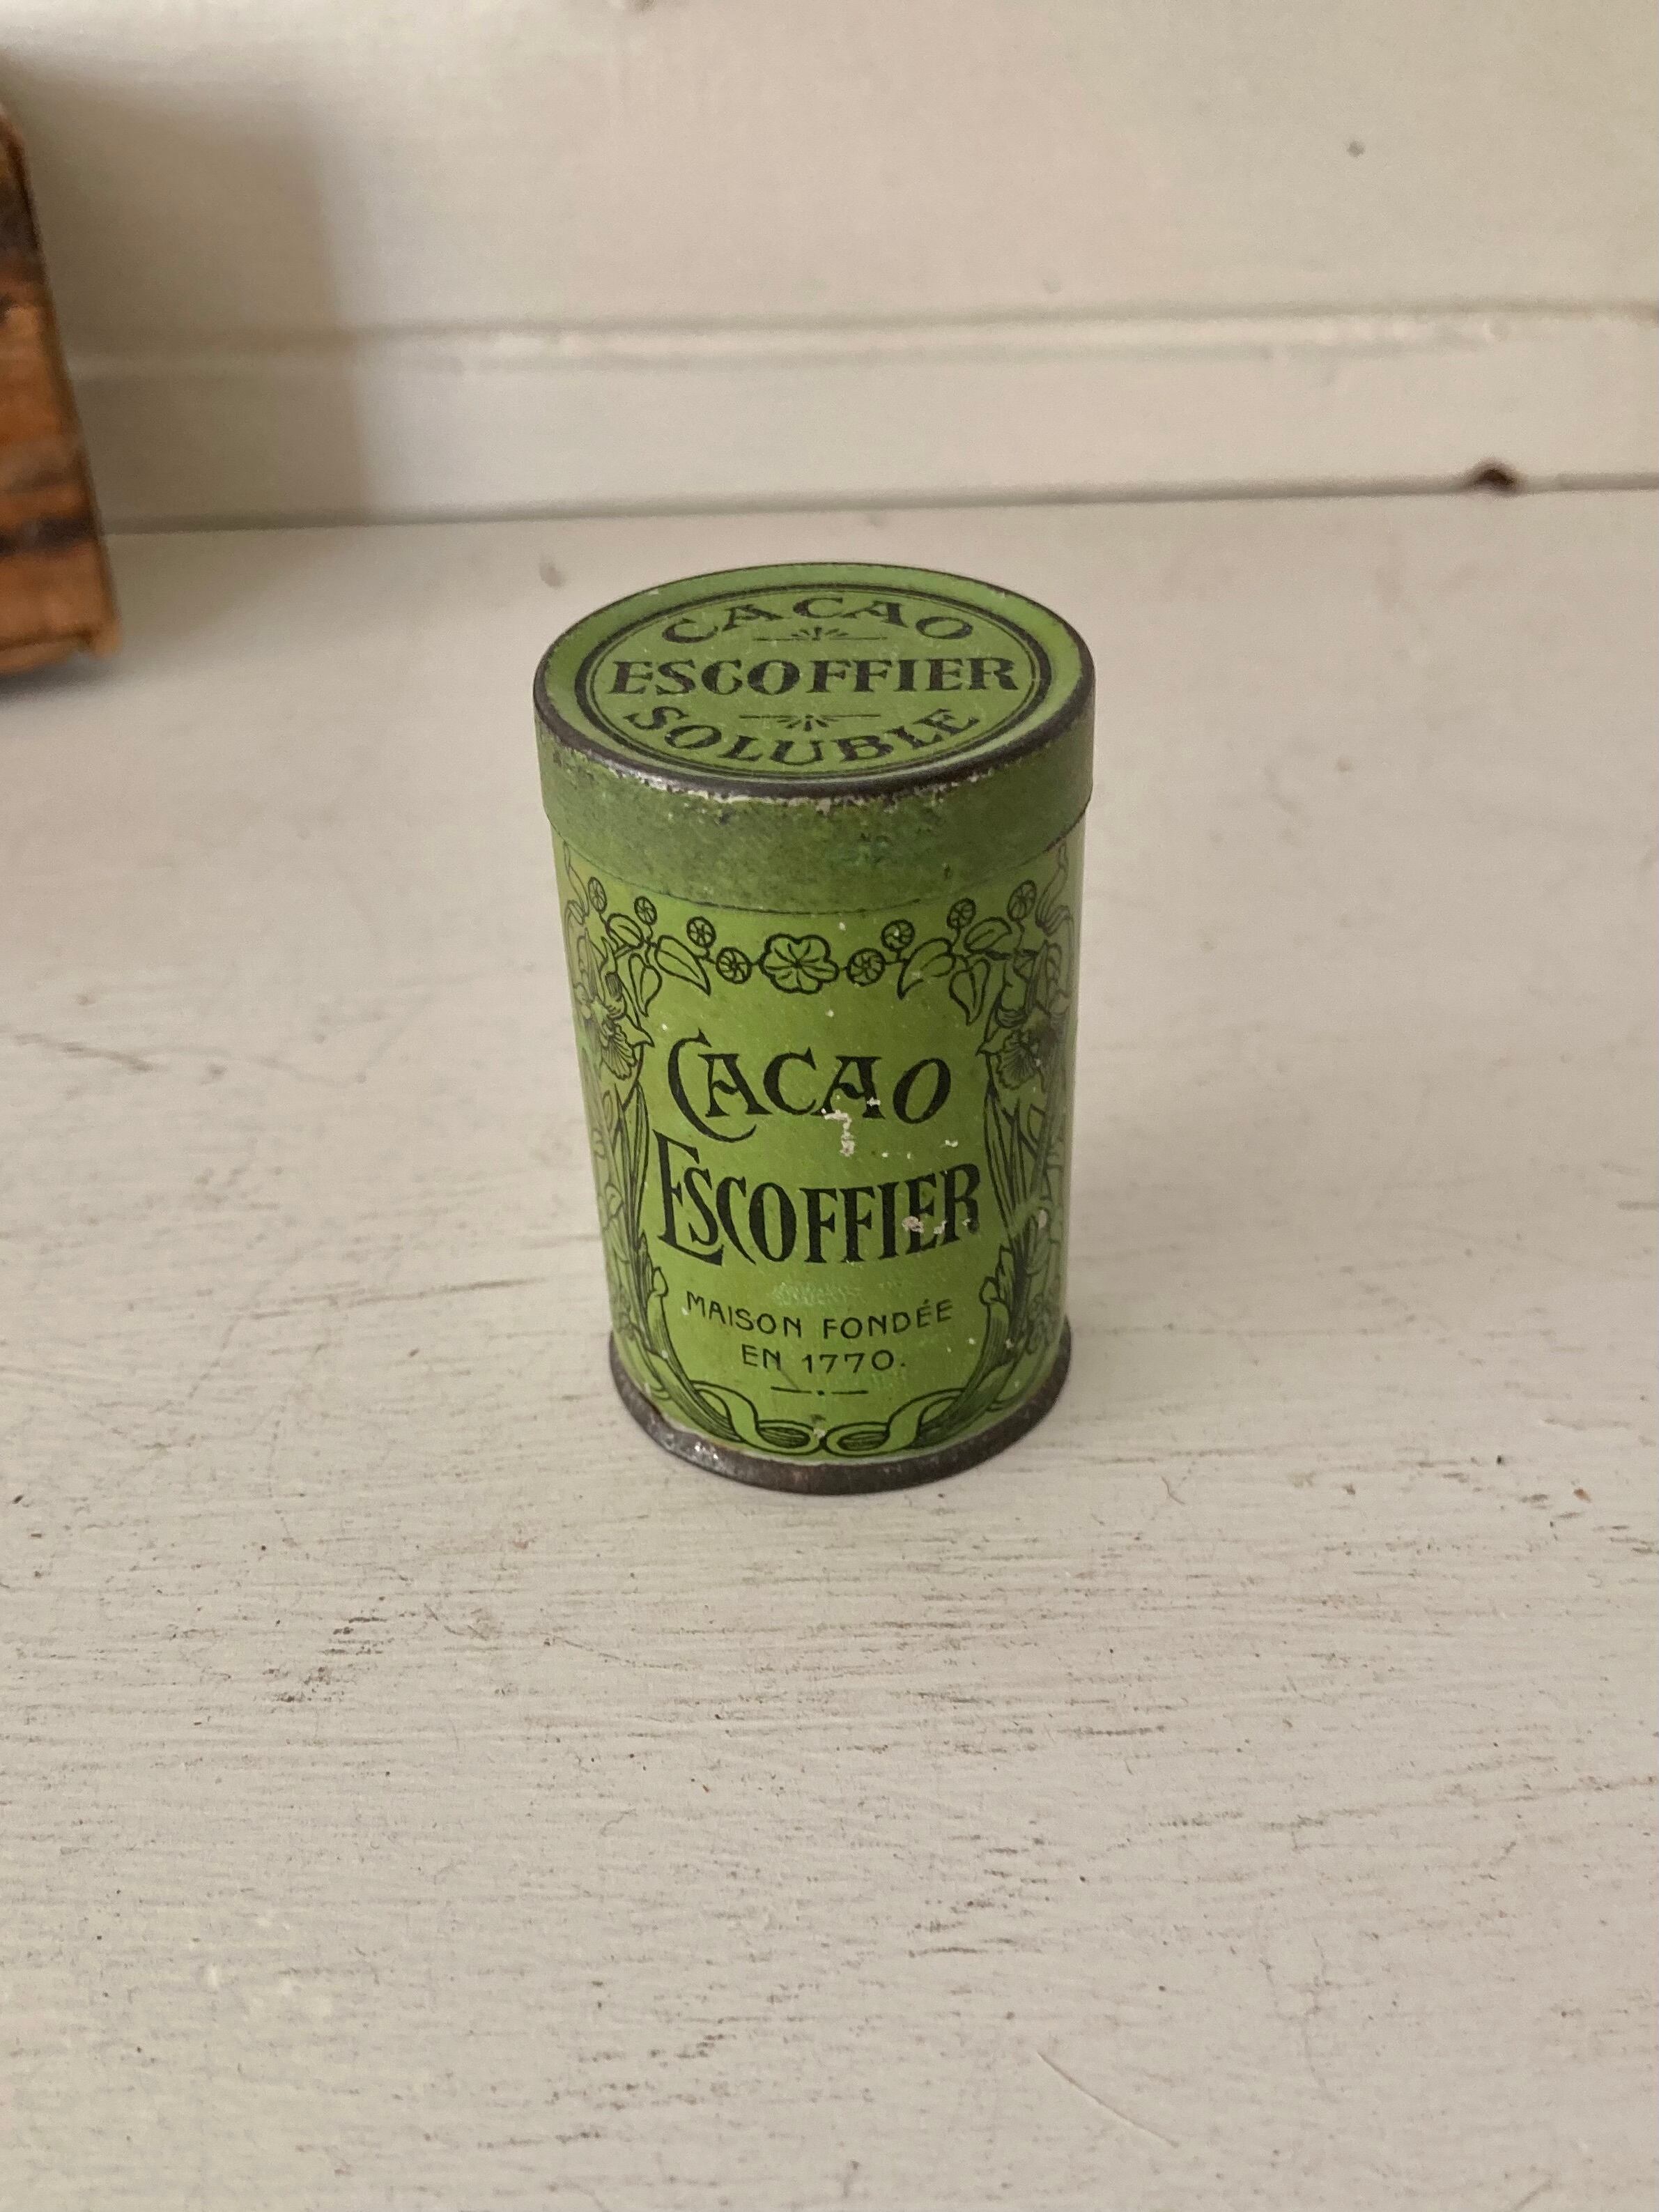 CACAO
ESCOFFIER
SOLUBLE
CACAO
ESCOFFIER
MAISON FONDÉE
EN 1770.